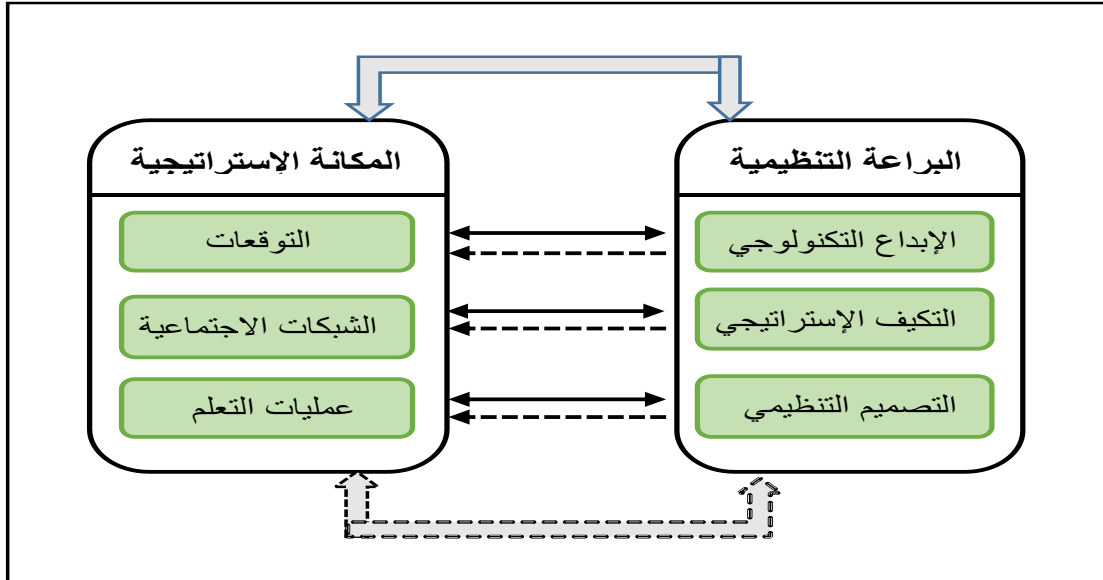 البراعة التنظيمية
الإبداع التكنولوجي
التكيف الإستراتيجي
التصميم التنظيمي
المكانة الإستراتيجية
التوقعات
الشبكات الاجتماعية
عمليات التعلم